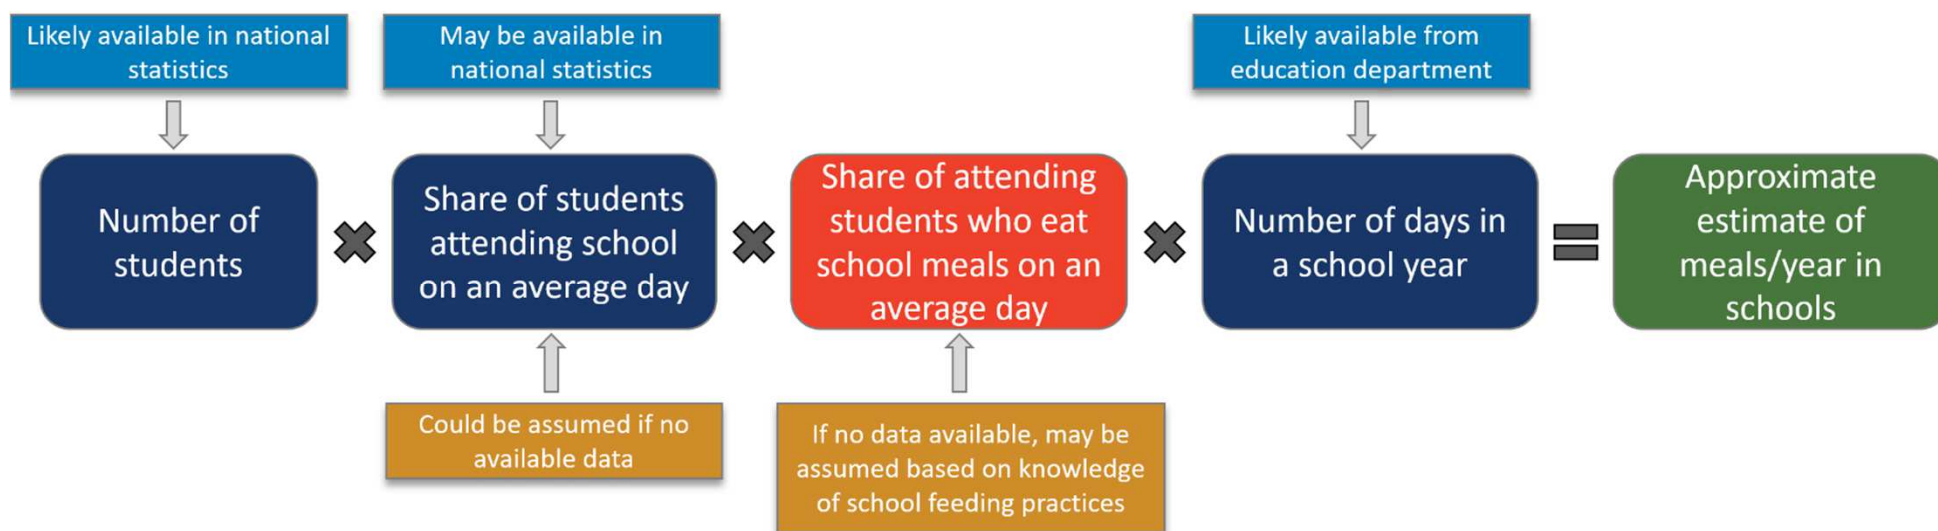 Likely available in national
statistics
May be available in
national statistics
Likely available from
education department
Number of
students
Share of students
attending school
on an average day
Share of attending
students who eat
school meals on an
average day
Number of days in
a school year
Approximate
estimate of
meals/year in
schools
Could be assumed if no
available data
If no data available, may be
assumed based on knowledge
of school feeding practices